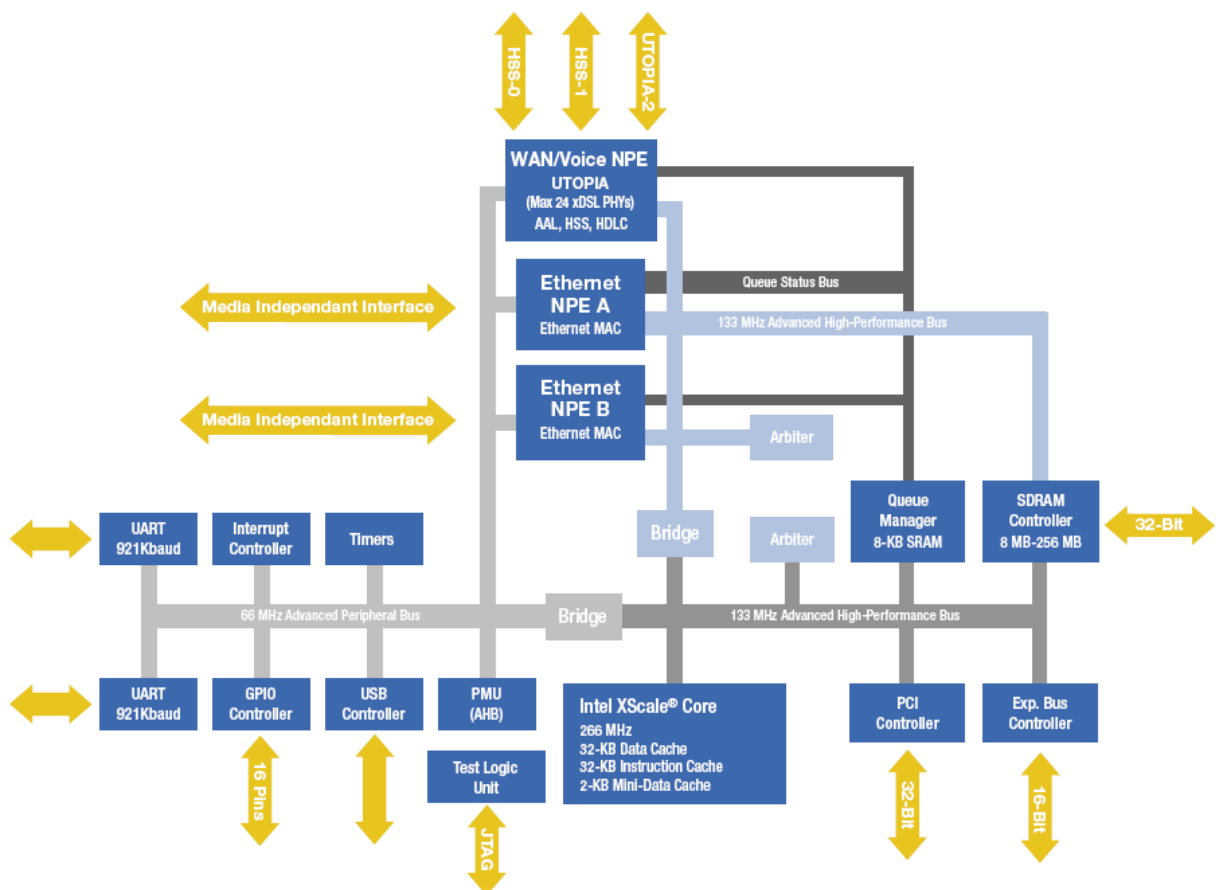 HSS-0
HSS-1
UTOPIA-2
WAN/Voice NPE
UTOPIA
(Max 24 xDSL PHYs)
AAL, HSS, HDLC
Media Independant Interface
Ethernet
NPE A
Ethernet MAC
Queue Status Bus
133 MHz Advanced High-Performance Bus
Media Independant Interface
Ethernet
NPE B
Ethernet MAC
Arbiter
UART
921Kbaud
Interrupt
Controller
Timers
Bridge
Arbiter
Queue
Manager
8-KB SRAM
SDRAM
Controller
8 MB-256 MB
32-Bit
66 MHz Advanced Peripheral Bus
Bridge
133 MHz Advanced High-Performance Bus
UART
921Kbaud
GPIO
Controller
USB
Controller
PMU
(AHB)
Intel XScale® Core
266 MHz
32-KB Data Cache
32-KB Instruction Cache
2-KB Mini-Data Cache
PCI
Controller
Exp. Bus
Controller
Test Logic
Unit
16 Pins
JTAG
32-Bit
16-Bit